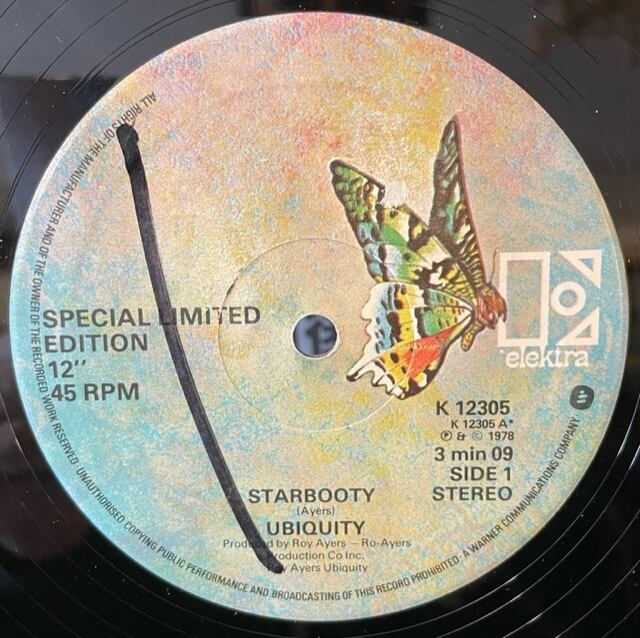 SPECIAL LIMITED
EDITION
12"
45 RPM
elektra
K 12305
K 12305 A*
Ⓟ & © 1978
3 min 09
SIDE 1
STEREO
STARBOOTY
(Ayers)
UBIQUITY
Produced by Roy Ayers – Ro-Ayers
Production Co Inc.
Roy Ayers Ubiquity
ALL RIGHTS OF THE MANUFACTURER AND OF THE OWNER OF THE RECORDED WORK RESERVED · UNAUTHORISED COPYING PUBLIC PERFORMANCE AND BROADCASTING OF THIS RECORD PROHIBITED · A WARNER COMMUNICATIONS COMPANY